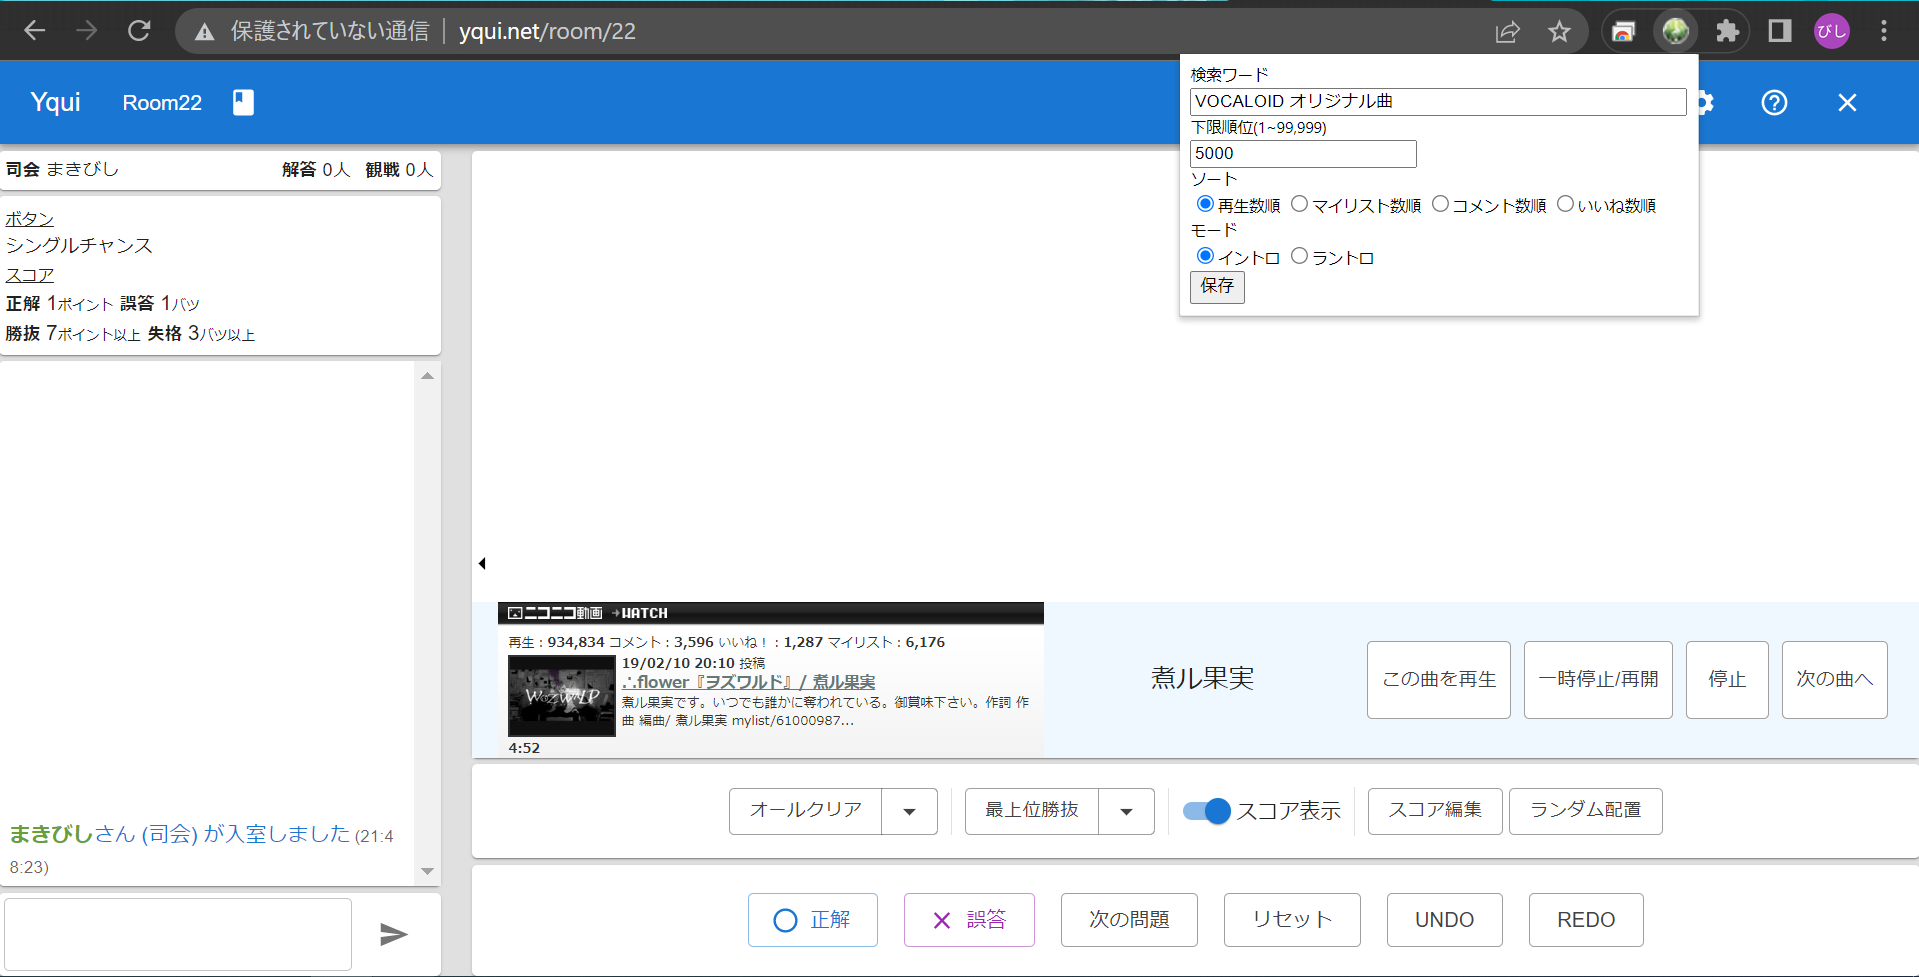 保護されていない通信 yqui.net/room/22
びし
Yqui Room22
検索ワード
VOCALOID オリジナル曲
下限順位(1~99,999)
5000
ソート
再生数順 マイリスト数順 コメント数順 いいね数順
モード
イントロ ラントロ
保存
司会 まきびし 解答 0人 観戦 0人
ボタン
シングルチャンス
スコア
正解 1ポイント 誤答 1バツ
勝抜 7ポイント以上 失格 3バツ以上
まきびしさん (司会) が入室しました (21:4
8:23)
ニコニコ動画 →WATCH
再生：934,834 コメント：3,596 いいね！：1,287 マイリスト：6,176
19/02/10 20:10 投稿
∴flower『ヲズワルド』/ 煮ル果実
煮ル果実です。いつでも誰かに奪われている。御賞味下さい。作詞 作
曲 編曲/ 煮ル果実 mylist/61000987...
4:52
WOZWALD
煮ル果実
この曲を再生 一時停止/再開 停止 次の曲へ
オールクリア 最上位勝抜 スコア表示 スコア編集 ランダム配置
正解 誤答 次の問題 リセット UNDO REDO